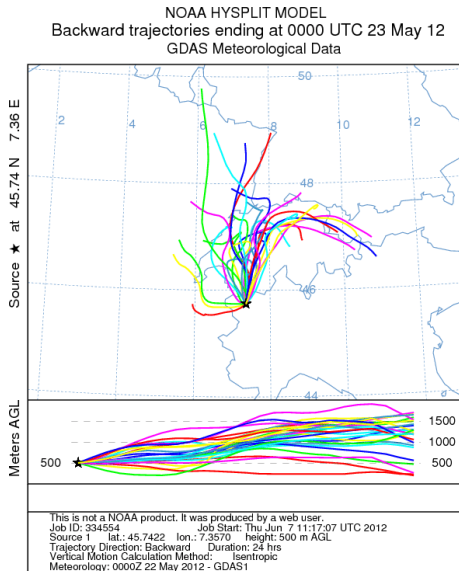 NOAA HYSPLIT MODEL
Backward trajectories ending at 0000 UTC 23 May 12
GDAS Meteorological Data
Source ★ at 45.74 N 7.36 E
50
2
6
8
10
12
48
46
44
Meters AGL
500
1500
1000
500
This is not a NOAA product. It was produced by a web user.
Job ID: 334554 Job Start: Thu Jun 7 11:17:07 UTC 2012
Source 1 lat.: 45.7422 lon.: 7.3570 height: 500 m AGL
Trajectory Direction: Backward Duration: 24 hrs
Vertical Motion Calculation Method: Isentropic
Meteorology: 0000Z 22 May 2012 - GDAS1